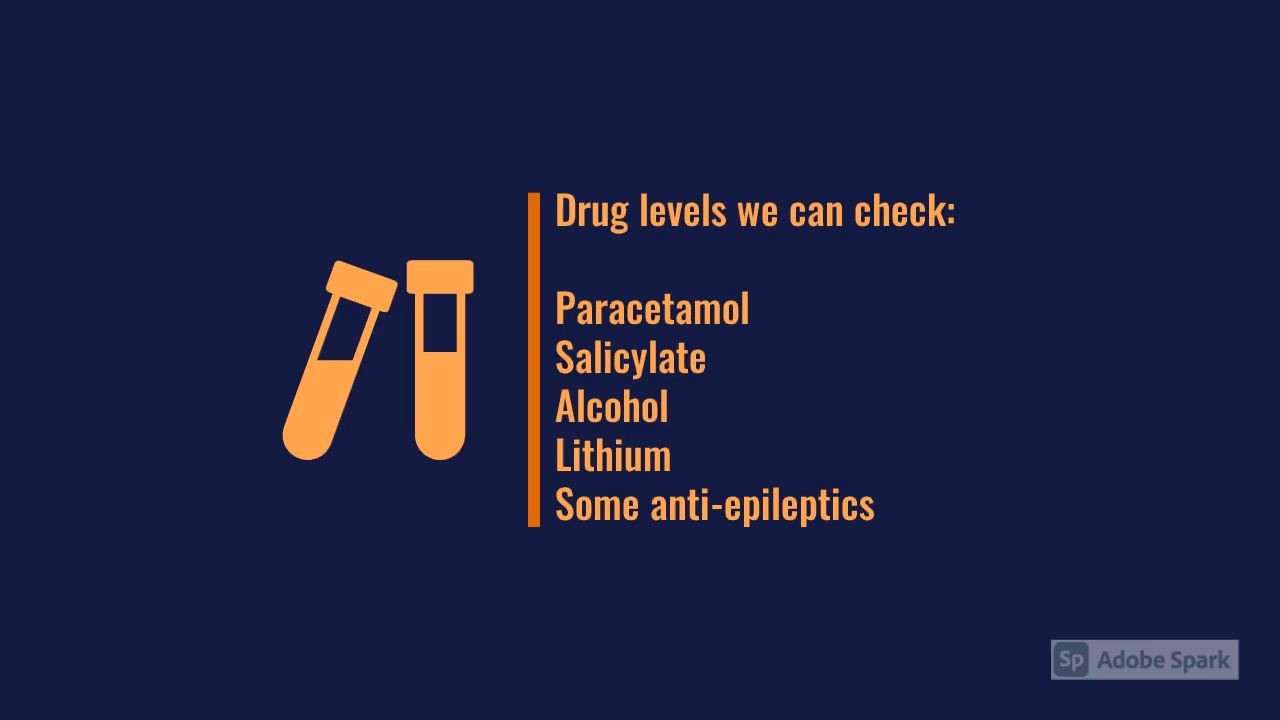 Drug levels we can check:
Paracetamol
Salicylate
Alcohol
Lithium
Some anti-epileptics
Sp Adobe Spark